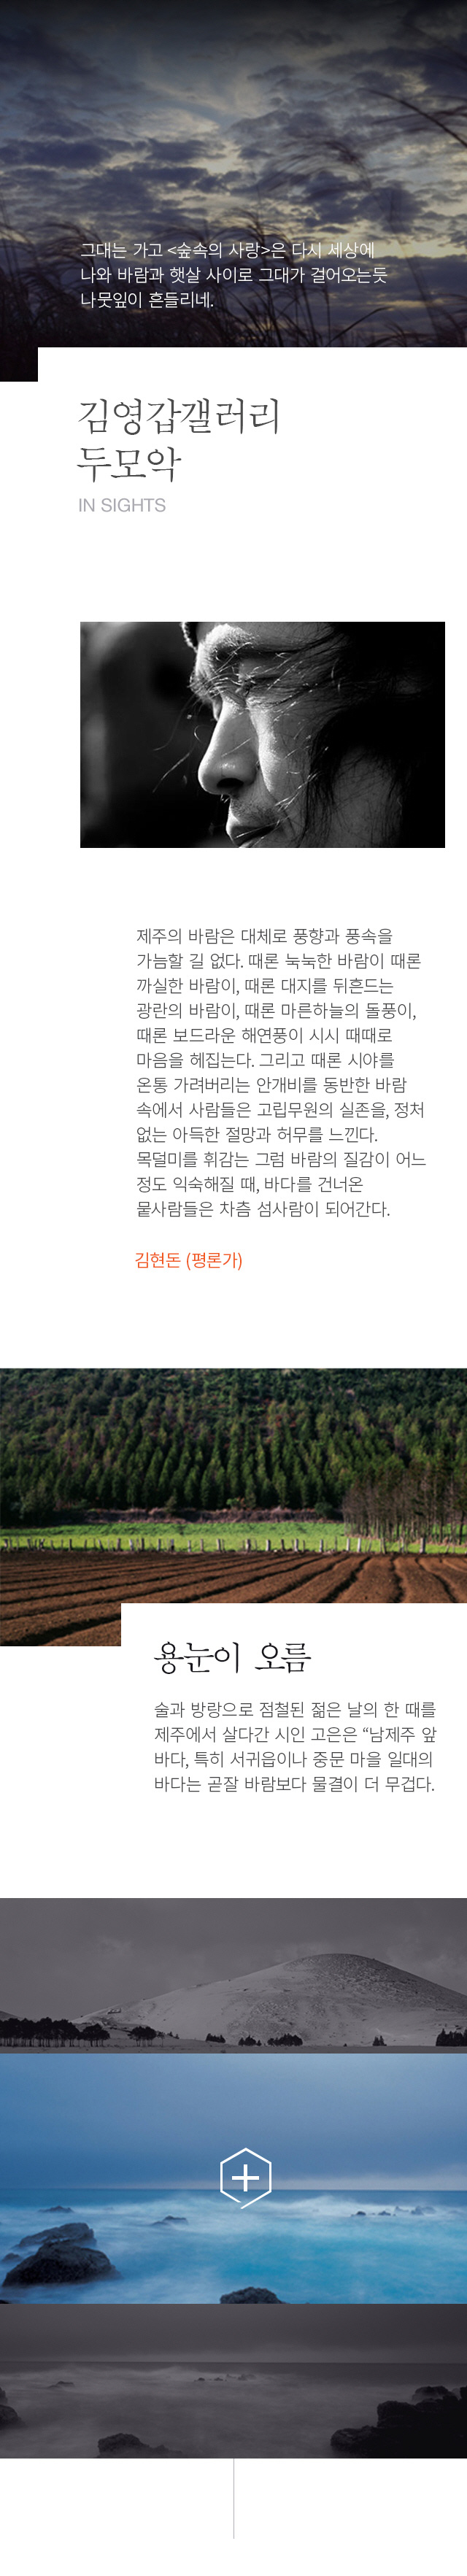 그대는 가고 <숲속의 사랑>은 다시 세상에
나와 바람과 햇살 사이로 그대가 걸어오는듯
나뭇잎이 흔들리네.
김영갑갤러리
두모악
IN SIGHTS
제주의 바람은 대체로 풍향과 풍속을
가늠할 길 없다. 때론 눅눅한 바람이 때론
까실한 바람이, 때론 대지를 뒤흔드는
광란의 바람이, 때론 마른하늘의 돌풍이,
때론 보드라운 해연풍이 시시 때때로
마음을 헤집는다. 그리고 때론 시야를
온통 가려버리는 안개비를 동반한 바람
속에서 사람들은 고립무원의 실존을, 정처
없는 아득한 절망과 허무를 느낀다.
목덜미를 휘감는 그럼 바람의 질감이 어느
정도 익숙해질 때, 바다를 건너온
뭍사람들은 차츰 섬사람이 되어간다.
김현돈 (평론가)
용눈이 오름
술과 방랑으로 점철된 젊은 날의 한 때를
제주에서 살다간 시인 고은은 “남제주 앞
바다, 특히 서귀읍이나 중문 마을 일대의
바다는 곧잘 바람보다 물결이 더 무겁다.